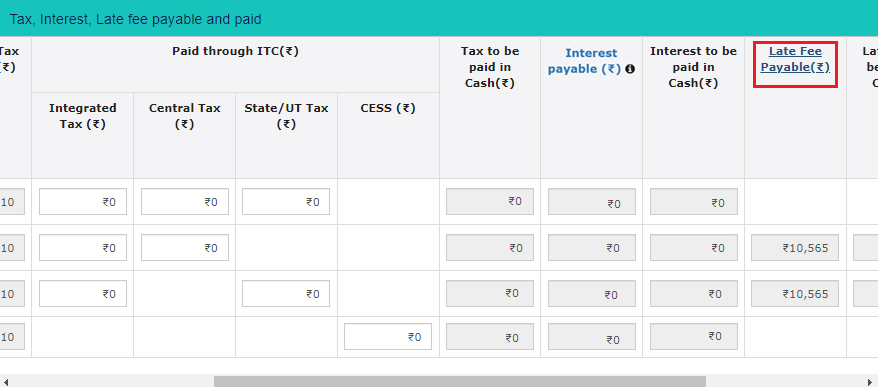 Tax, Interest, Late fee payable and paid
Tax
(₹)
Paid through ITC(₹)
Tax to be
paid in
Cash(₹)
Interest
payable (₹)
Interest to be
paid in
Cash(₹)
Late Fee
Payable(₹)
Integrated
Tax (₹)
Central Tax
(₹)
State/UT Tax
(₹)
CESS (₹)
10 ₹0 ₹0 ₹0 ₹0 ₹0 ₹0
10 ₹0 ₹0 ₹0 ₹0 ₹0 ₹10,565
10 ₹0 ₹0 ₹0 ₹0 ₹0 ₹10,565
10 ₹0 ₹0 ₹0 ₹0